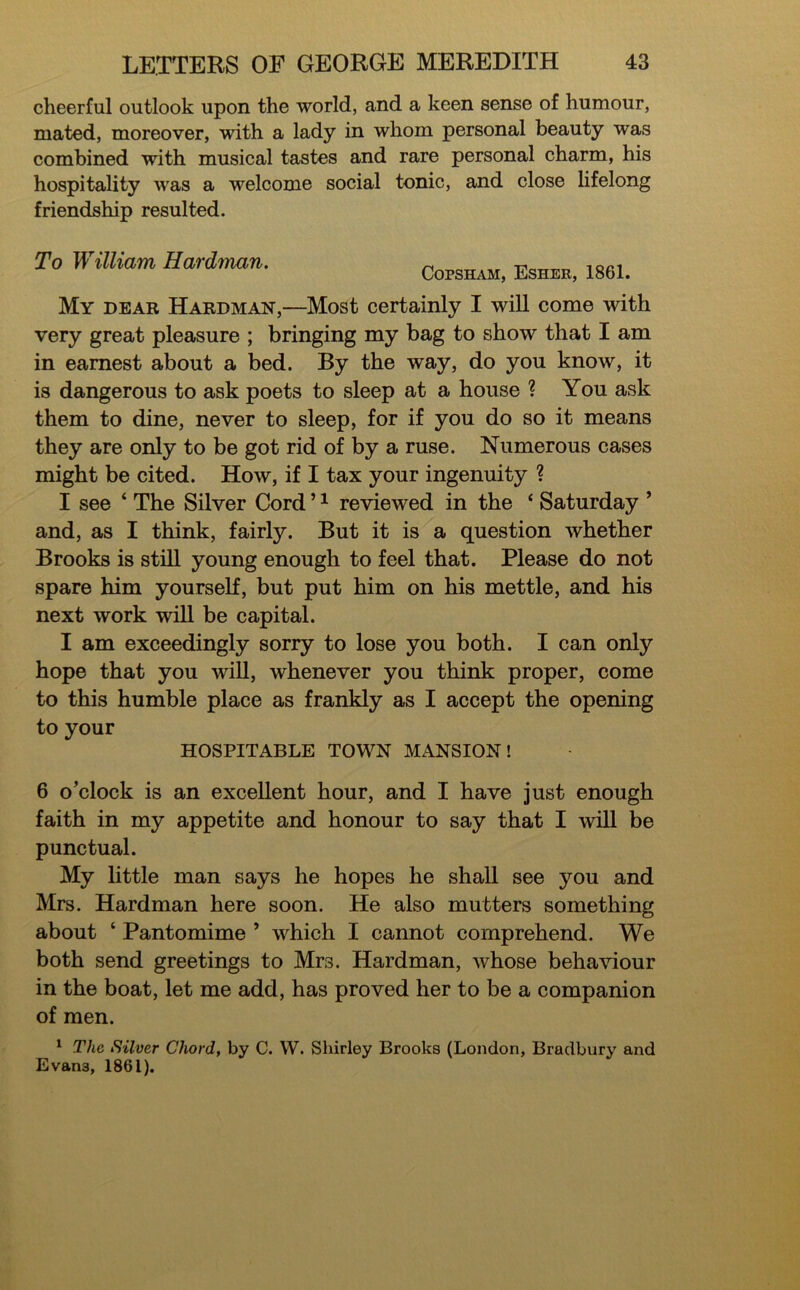 LETTERS OF GEORGE MEREDITH 43
cheerful outlook upon the world, and a keen sense of humour,
mated, moreover, with a lady in whom personal beauty was
combined with musical tastes and rare personal charm, his
hospitality was a welcome social tonic, and close lifelong
friendship resulted.
To William Hardman.
Copsham, Esher, 1861.
My dear Hardman,—Most certainly I will come with
very great pleasure ; bringing my bag to show that I am
in earnest about a bed. By the way, do you know, it
is dangerous to ask poets to sleep at a house ? You ask
them to dine, never to sleep, for if you do so it means
they are only to be got rid of by a ruse. Numerous cases
might be cited. How, if I tax your ingenuity ?
I see ‘ The Silver Cord ’¹ reviewed in the ‘ Saturday ’
and, as I think, fairly. But it is a question whether
Brooks is still young enough to feel that. Please do not
spare him yourself, but put him on his mettle, and his
next work will be capital.
I am exceedingly sorry to lose you both. I can only
hope that you will, whenever you think proper, come
to this humble place as frankly as I accept the opening
to your
HOSPITABLE TOWN MANSION !
6 o’clock is an excellent hour, and I have just enough
faith in my appetite and honour to say that I will be
punctual.
My little man says he hopes he shall see you and
Mrs. Hardman here soon. He also mutters something
about ‘ Pantomime ’ which I cannot comprehend. We
both send greetings to Mrs. Hardman, whose behaviour
in the boat, let me add, has proved her to be a companion
of men.
¹ The Silver Chord, by C. W. Shirley Brooks (London, Bradbury and
Evans, 1861).